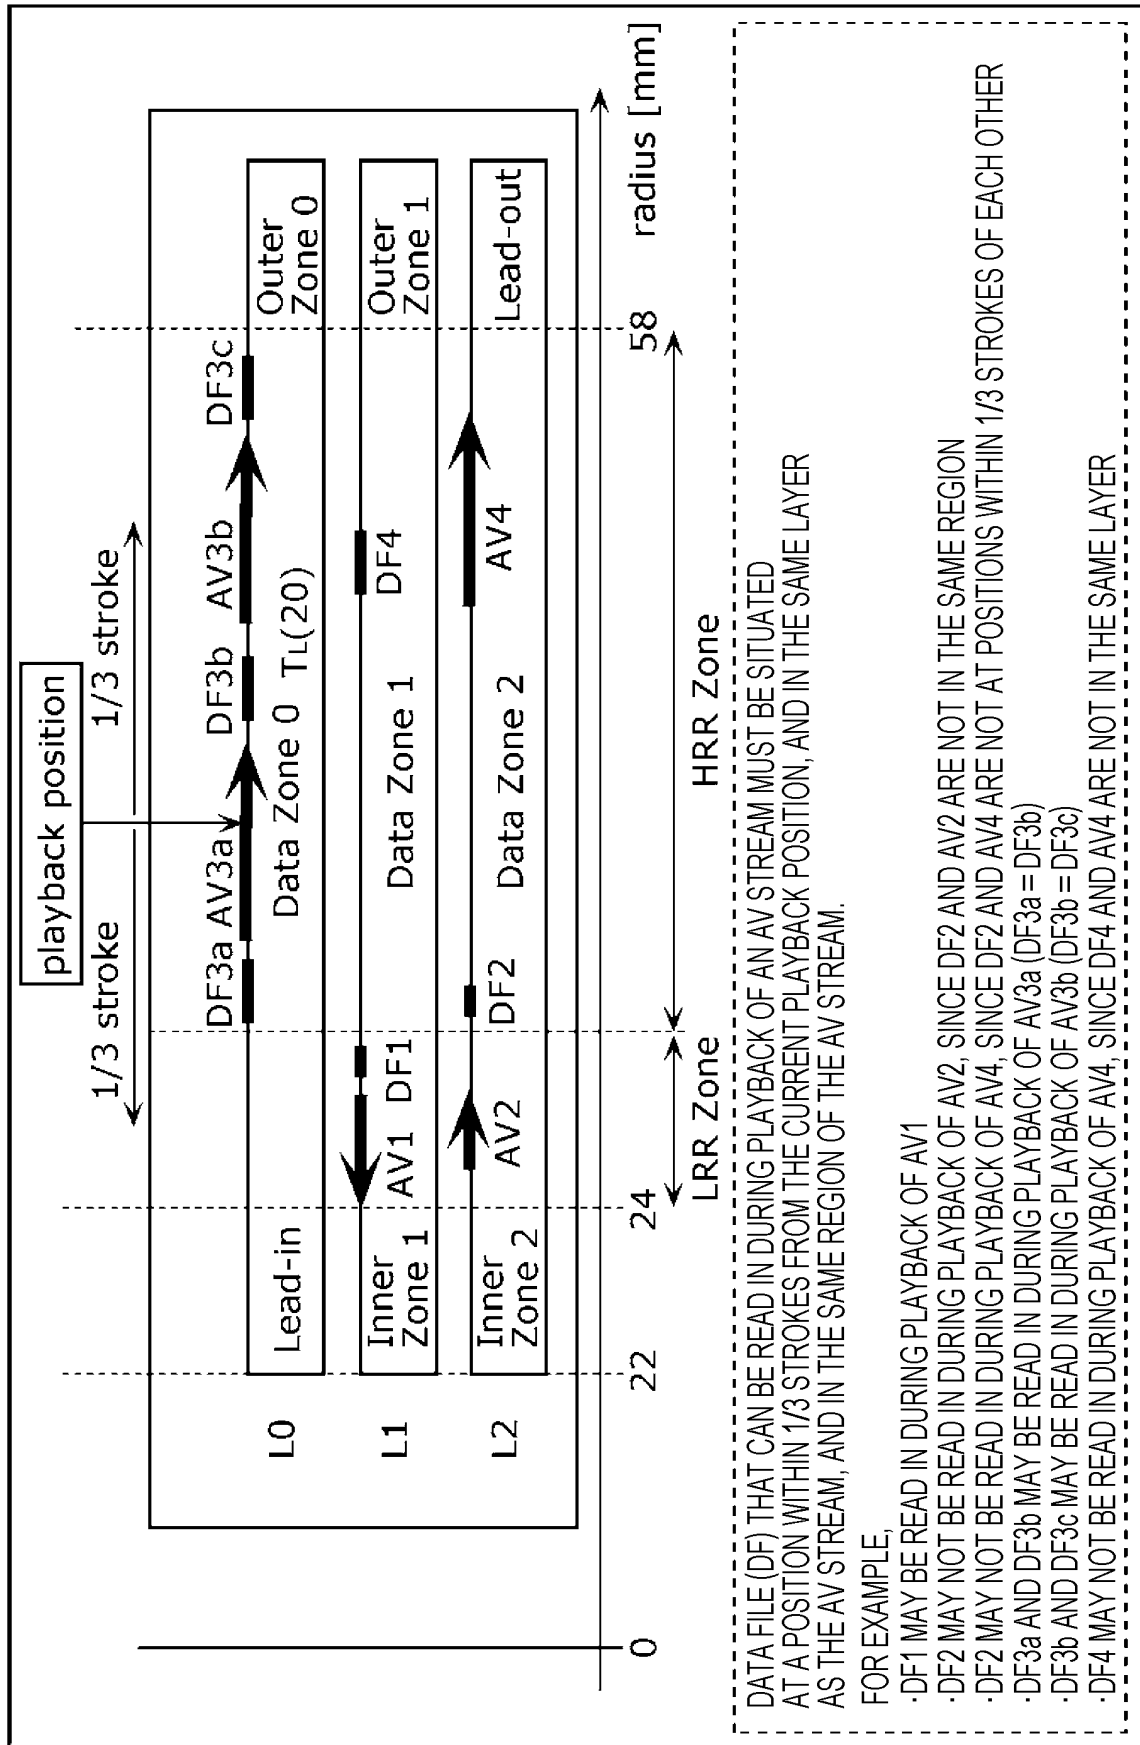 playback position
1/3 stroke
1/3 stroke
DF3a
AV3a
DF3b
AV3b
DF3c
L0
Lead-in
Data Zone 0
TL(20)
Outer
Zone 0
AV1
DF1
DF4
L1
Inner
Zone 1
Data Zone 1
Outer
Zone 1
AV2
DF2
AV4
L2
Inner
Zone 2
Data Zone 2
Lead-out
0
22
24
58
radius [mm]
LRR Zone
HRR Zone
DATA FILE (DF) THAT CAN BE READ IN DURING PLAYBACK OF AN AV STREAM MUST BE SITUATED
AT A POSITION WITHIN 1/3 STROKES FROM THE CURRENT PLAYBACK POSITION, AND IN THE SAME LAYER
AS THE AV STREAM, AND IN THE SAME REGION OF THE AV STREAM.
FOR EXAMPLE,
·DF1 MAY BE READ IN DURING PLAYBACK OF AV1
·DF2 MAY NOT BE READ IN DURING PLAYBACK OF AV2, SINCE DF2 AND AV2 ARE NOT IN THE SAME REGION
·DF2 MAY NOT BE READ IN DURING PLAYBACK OF AV4, SINCE DF2 AND AV4 ARE NOT AT POSITIONS WITHIN 1/3 STROKES OF EACH OTHER
·DF3a AND DF3b MAY BE READ IN DURING PLAYBACK OF AV3a (DF3a = DF3b)
·DF3b AND DF3c MAY BE READ IN DURING PLAYBACK OF AV3b (DF3b = DF3c)
·DF4 MAY NOT BE READ IN DURING PLAYBACK OF AV4, SINCE DF4 AND AV4 ARE NOT IN THE SAME LAYER